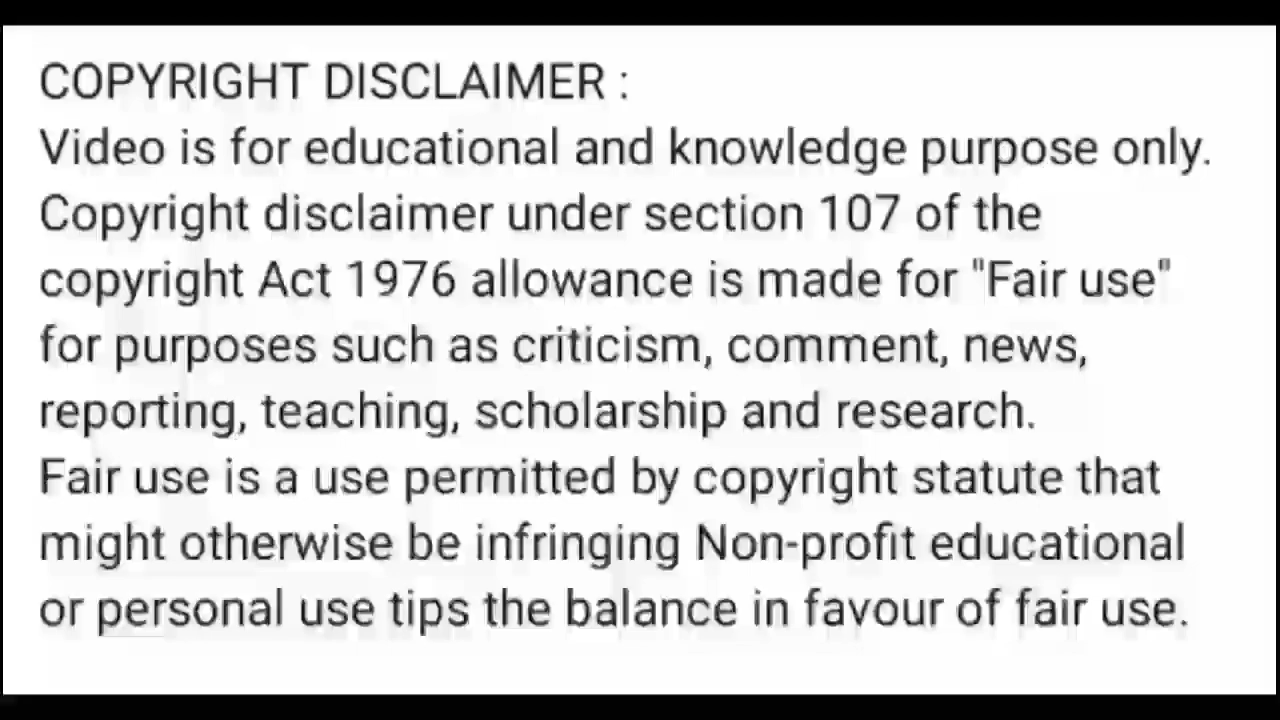 COPYRIGHT DISCLAIMER :
Video is for educational and knowledge purpose only.
Copyright disclaimer under section 107 of the
copyright Act 1976 allowance is made for "Fair use"
for purposes such as criticism, comment, news,
reporting, teaching, scholarship and research.
Fair use is a use permitted by copyright statute that
might otherwise be infringing Non-profit educational
or personal use tips the balance in favour of fair use.